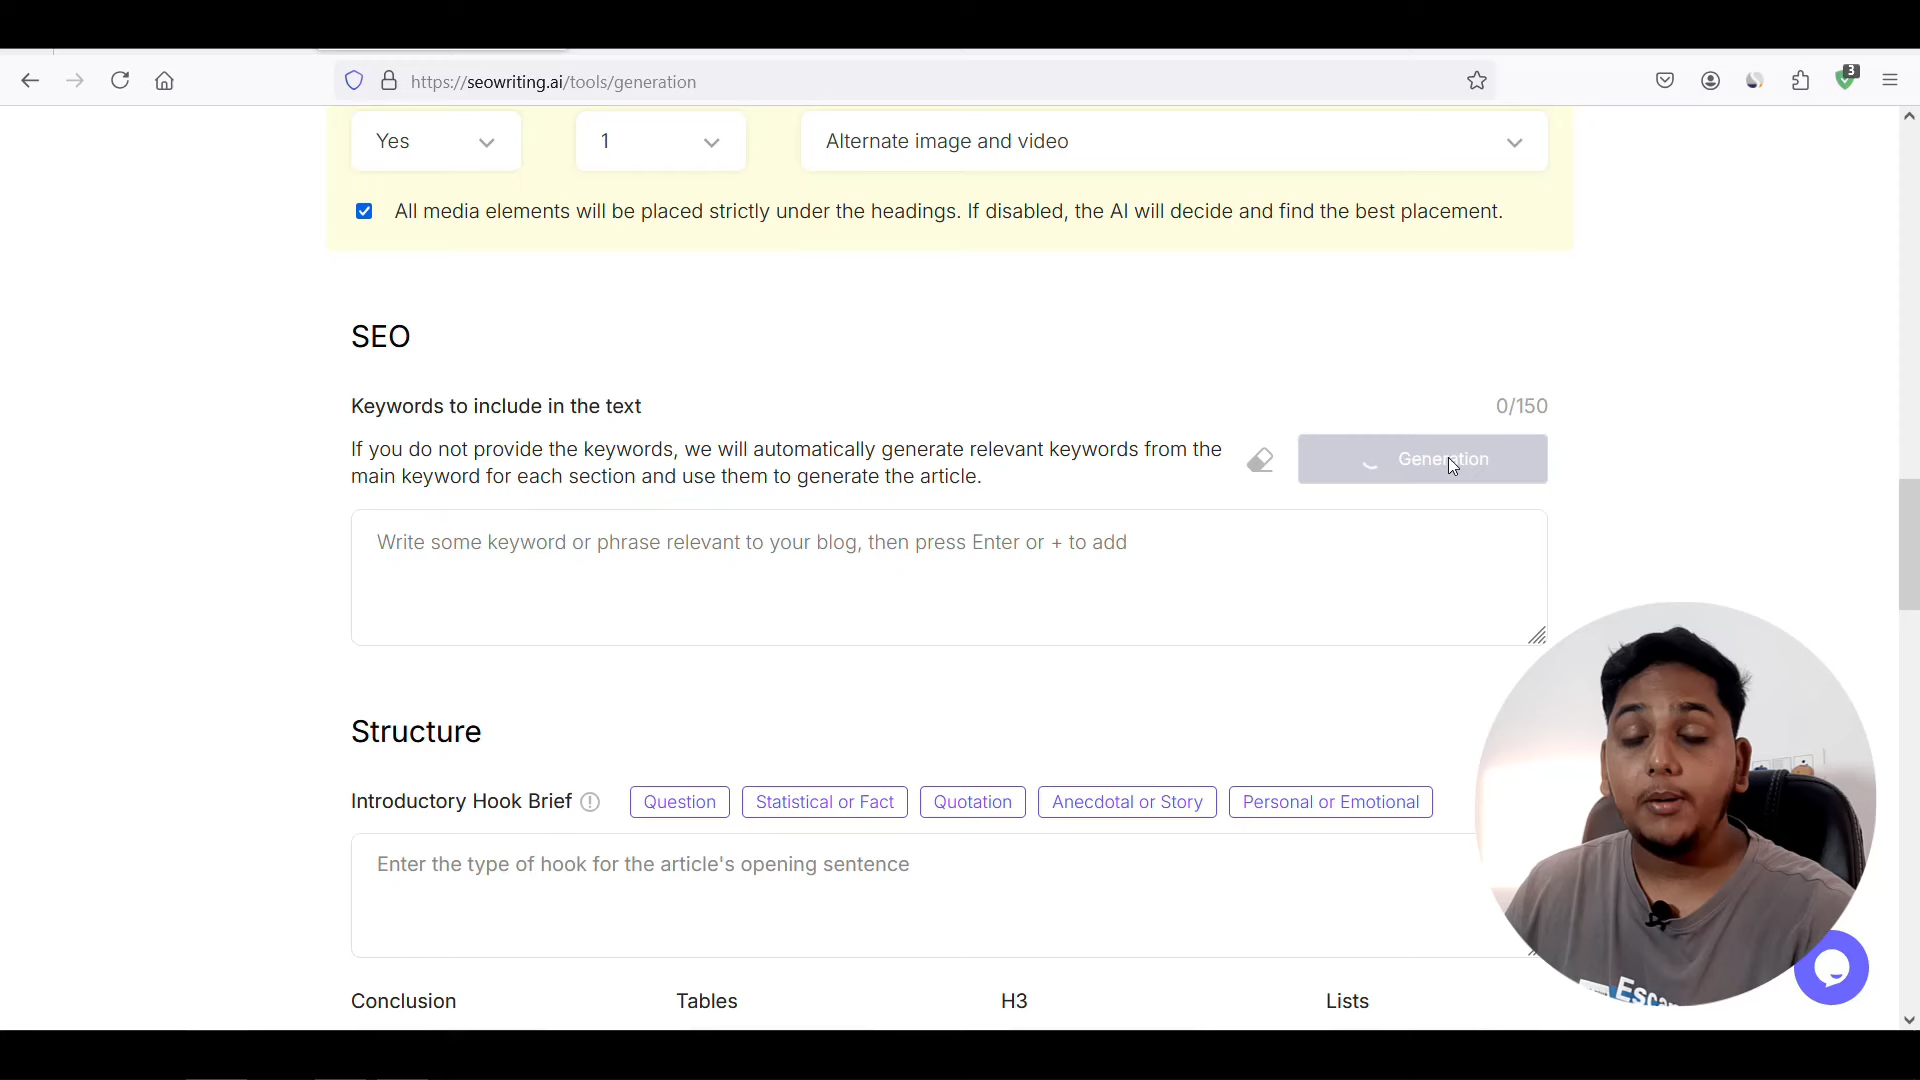 https://seowriting.ai/tools/generation
3
Yes
1
Alternate image and video
All media elements will be placed strictly under the headings. If disabled, the AI will decide and find the best placement.
SEO
Keywords to include in the text
0/150
If you do not provide the keywords, we will automatically generate relevant keywords from the
main keyword for each section and use them to generate the article.
Generation
Write some keyword or phrase relevant to your blog, then press Enter or + to add
Structure
Introductory Hook Brief
Question
Statistical or Fact
Quotation
Anecdotal or Story
Personal or Emotional
Enter the type of hook for the article's opening sentence
Conclusion
Tables
H3
Lists